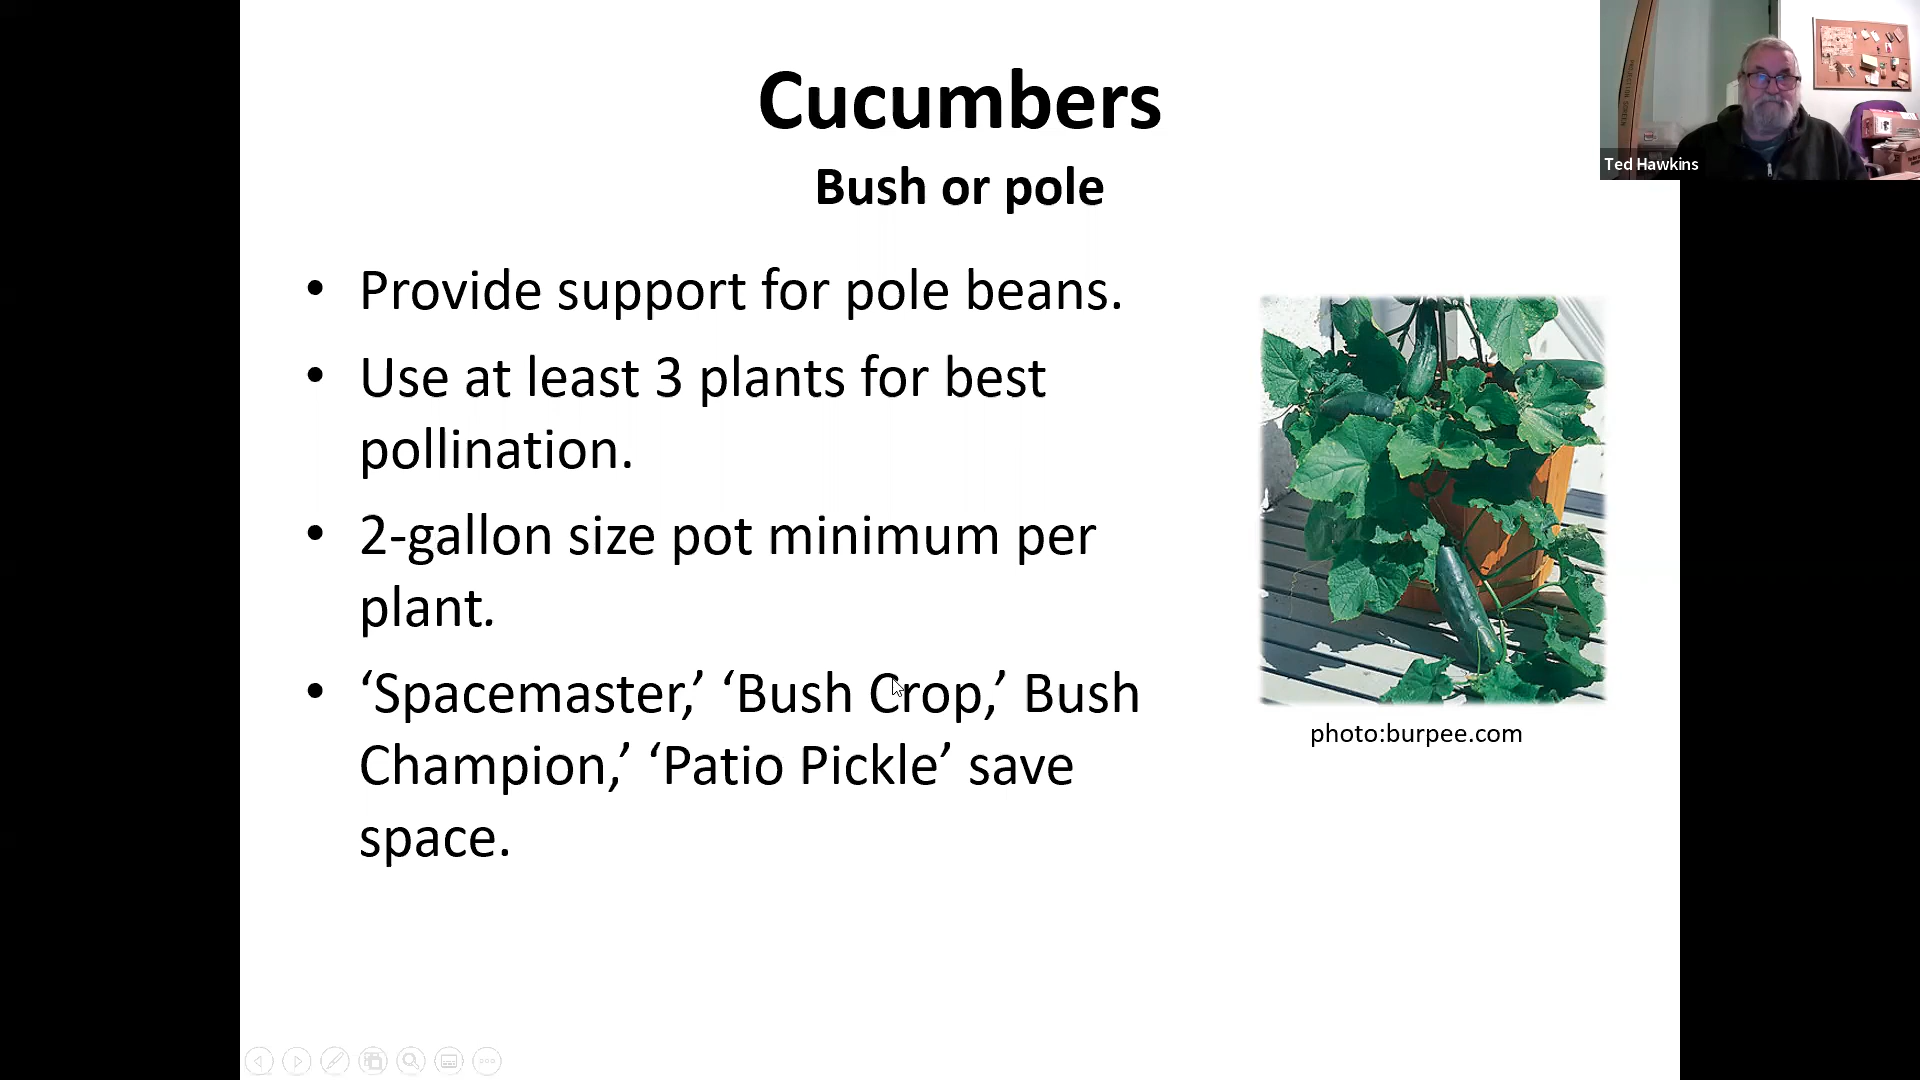 Cucumbers
Bush or pole
• Provide support for pole beans.
• Use at least 3 plants for best
pollination.
• 2-gallon size pot minimum per
plant.
• ‘Spacemaster,’ ‘Bush Crop,’ Bush
Champion,’ ‘Patio Pickle’ save
space.
photo:burpee.com
PROJECTION SCREEN
Ted Hawkins